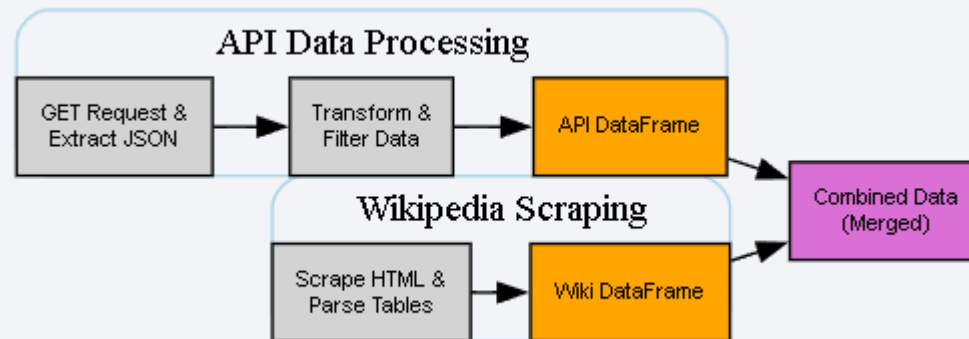 API Data Processing
GET Request &
Extract JSON
Transform &
Filter Data
API DataFrame
Combined Data
(Merged)
Wikipedia Scraping
Scrape HTML &
Parse Tables
Wiki DataFrame